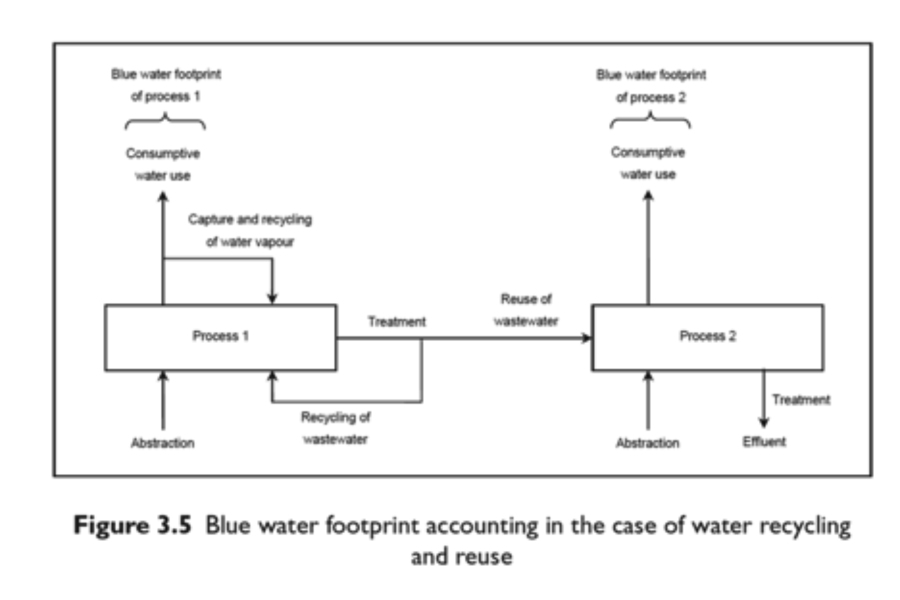 Blue water footprint
of process 1
Consumptive
water use
Capture and recycling
of water vapour
Process 1
Abstraction
Treatment
Recycling of
wastewater
Reuse of
wastewater
Blue water footprint
of process 2
Consumptive
water use
Process 2
Abstraction
Treatment
Effluent
Figure 3.5 Blue water footprint accounting in the case of water recycling
and reuse